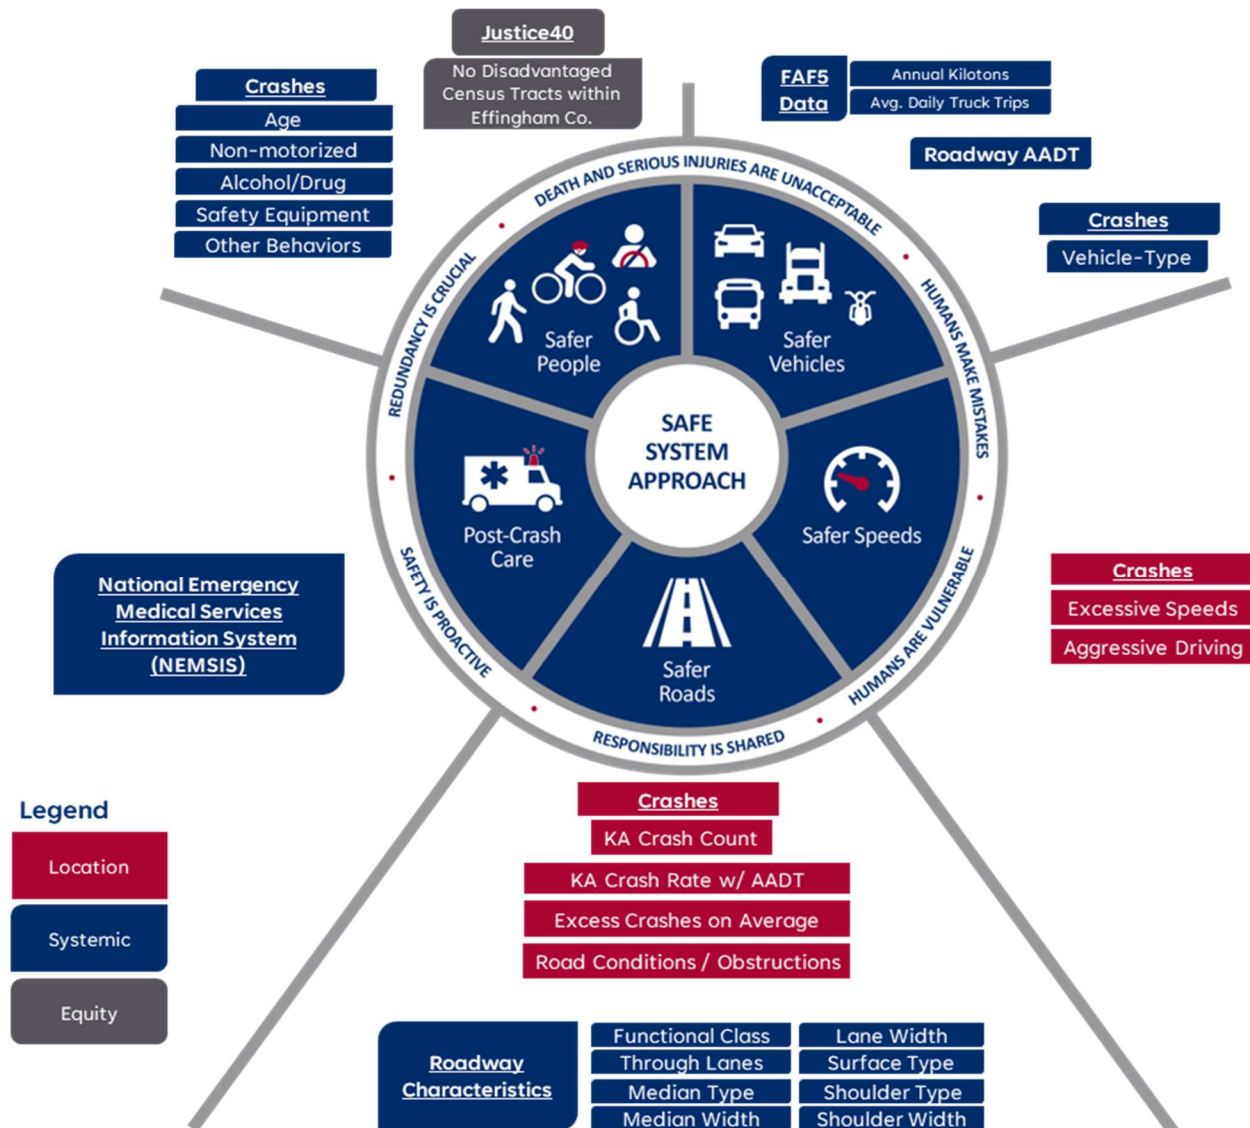 Justice40
No Disadvantaged
Census Tracts within
Effingham Co.
Crashes
Age
Non-motorized
Alcohol/Drug
Safety Equipment
Other Behaviors
FAF5
Data
Annual Kilotons
Avg. Daily Truck Trips
Roadway AADT
Crashes
Vehicle-Type
DEATH AND SERIOUS INJURIES ARE UNACCEPTABLE
HUMANS MAKE MISTAKES
HUMANS ARE VULNERABLE
RESPONSIBILITY IS SHARED
SAFETY IS PROACTIVE
REDUNDANCY IS CRUCIAL
Safer
People
Safer
Vehicles
SAFE
SYSTEM
APPROACH
Post-Crash
Care
Safer Speeds
Safer
Roads
National Emergency
Medical Services
Information System
(NEMSIS)
Crashes
Excessive Speeds
Aggressive Driving
Legend
Location
Systemic
Equity
Crashes
KA Crash Count
KA Crash Rate w/ AADT
Excess Crashes on Average
Road Conditions / Obstructions
Roadway
Characteristics
Functional Class
Through Lanes
Median Type
Median Width
Lane Width
Surface Type
Shoulder Type
Shoulder Width